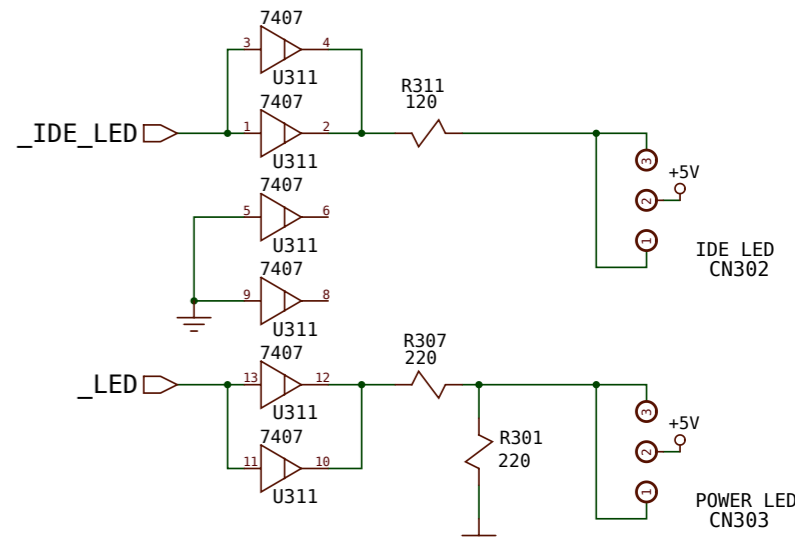 7407
3
4
U311
R311
120
7407
_IDE_LED
1
2
U311
3
+5V
2
7407
5
6
U311
1
IDE LED
CN302
7407
9
8
U311
R307
220
7407
_LED
13
12
U311
3
+5V
2
7407
R301
220
11
10
U311
1
POWER LED
CN303